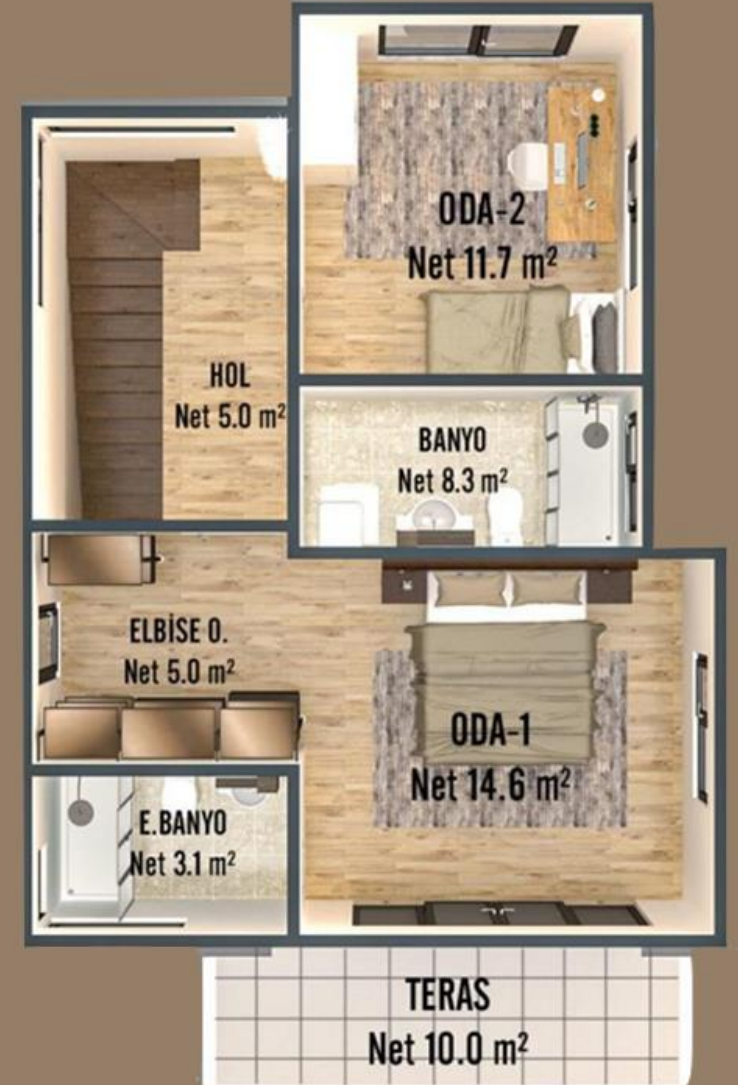 ODA-2
Net 11.7 m²
HOL
Net 5.0 m²
BANYO
Net 8.3 m²
ELBİSE O.
Net 5.0 m²
ODA-1
Net 14.6 m²
E.BANYO
Net 3.1 m²
TERAS
Net 10.0 m²